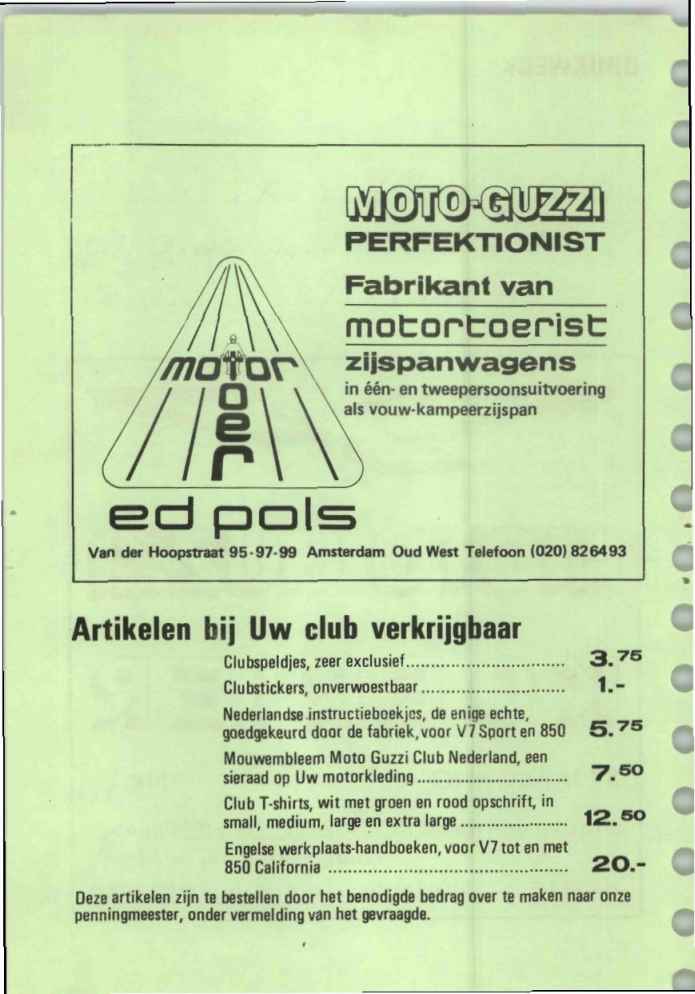 MOTO-GUZZI
PERFEKTIONIST
Fabrikant van
motortoerist
zijspanwagens
in één- en tweepersoonsuitvoering
als vouw-kampeerzijspan
motor
toer
ed pols
Van der Hoopstraat 95-97-99 Amsterdam Oud West Telefoon (020) 826493
Artikelen bij Uw club verkrijgbaar
Clubspeldjes, zeer exclusief................................ 3.75
Clubstickers, onverwoestbaar ............................. 1.-
Nederlandse instructieboekjes, de enige echte,
goedgekeurd door de fabriek, voor V7 Sport en 850 5.75
Mouwembleem Moto Guzzi Club Nederland, een
sieraad op Uw motorkleding ................................ 7.50
Club T-shirts, wit met groen en rood opschrift, in
small, medium, large en extra large ......................... 12.50
Engelse werkplaats-handboeken, voor V7 tot en met
850 California ................................................ 20.-
Deze artikelen zijn te bestellen door het benodigde bedrag over te maken naar onze
penningmeester, onder vermelding van het gevraagde.